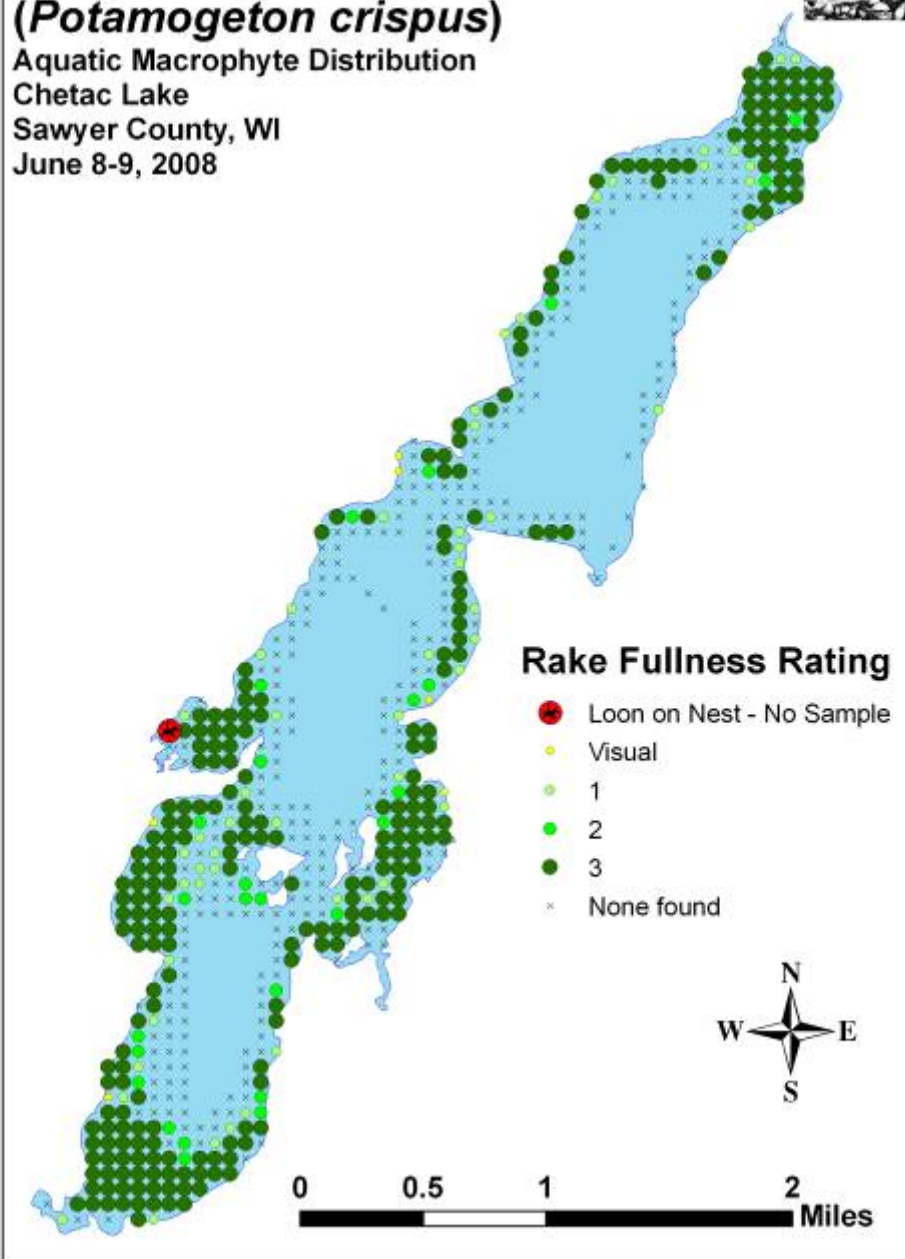 (Potamogeton crispus)
Aquatic Macrophyte Distribution
Chetac Lake
Sawyer County, WI
June 8-9, 2008
Rake Fullness Rating
Loon on Nest - No Sample
Visual
1
2
3
None found
N
W E
S
0 0.5 1 2
Miles